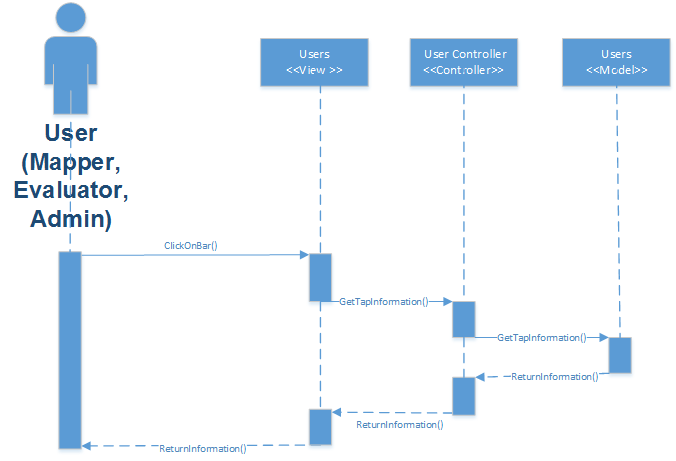 Users
<<View >>
User Controller
<<Controller>>
Users
<<Model>>
User
(Mapper,
Evaluator,
Admin)
ClickOnBar()
GetTapInformation()
GetTapInformation()
ReturnInformation()
ReturnInformation()
ReturnInformation()